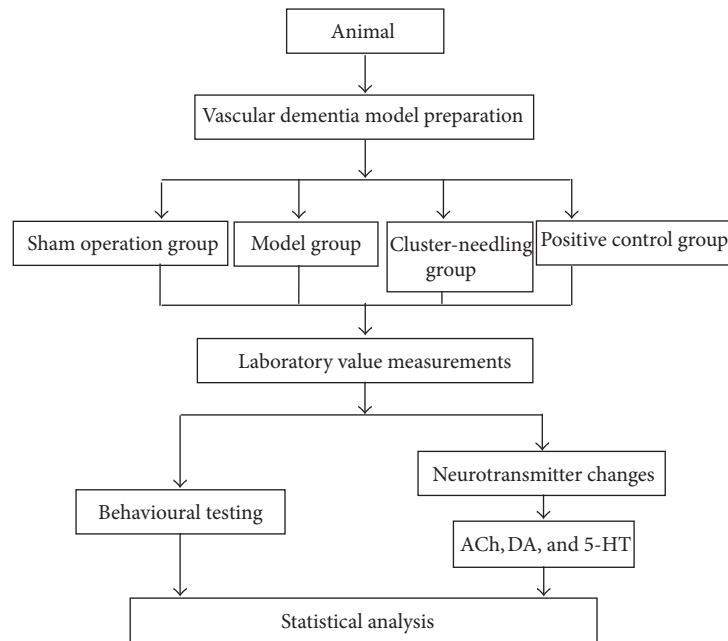 Animal
Vascular dementia model preparation
Sham operation group
Model group
Cluster-needling
group
Positive control group
Laboratory value measurements
Neurotransmitter changes
Behavioural testing
ACh, DA, and 5-HT
Statistical analysis